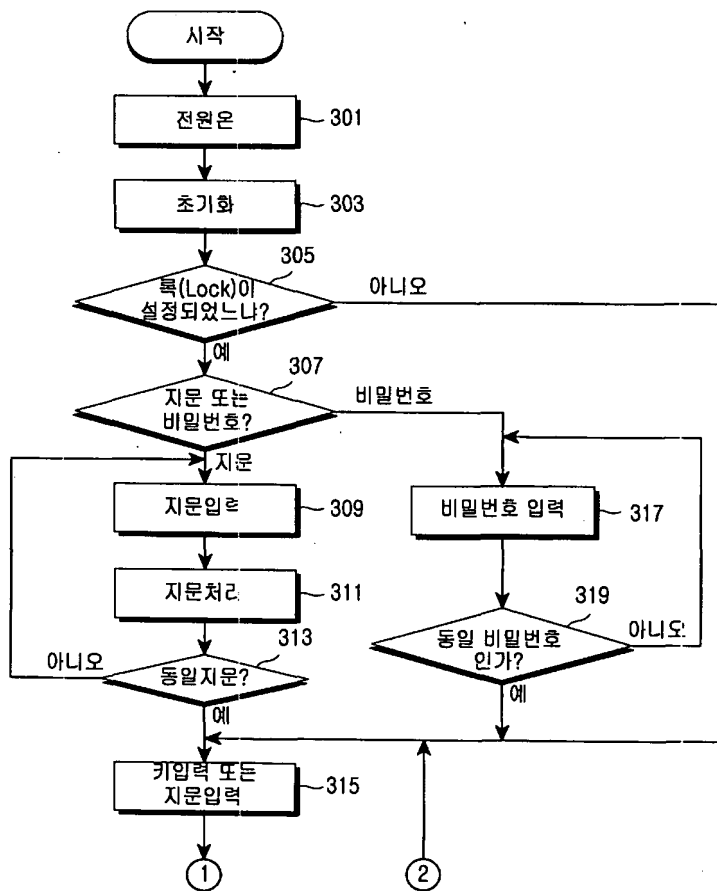 시작
전원온
301
초기화
303
305
록(Lock)이
설정되었느냐?
아니오
예
307
지문 또는
비밀번호?
비밀번호
지문
지문입력
309
비밀번호 입력
317
지문처리
311
319
동일 비밀번호
인가?
아니오
예
313
동일지문?
아니오
예
키입력 또는
지문입력
315
1
2